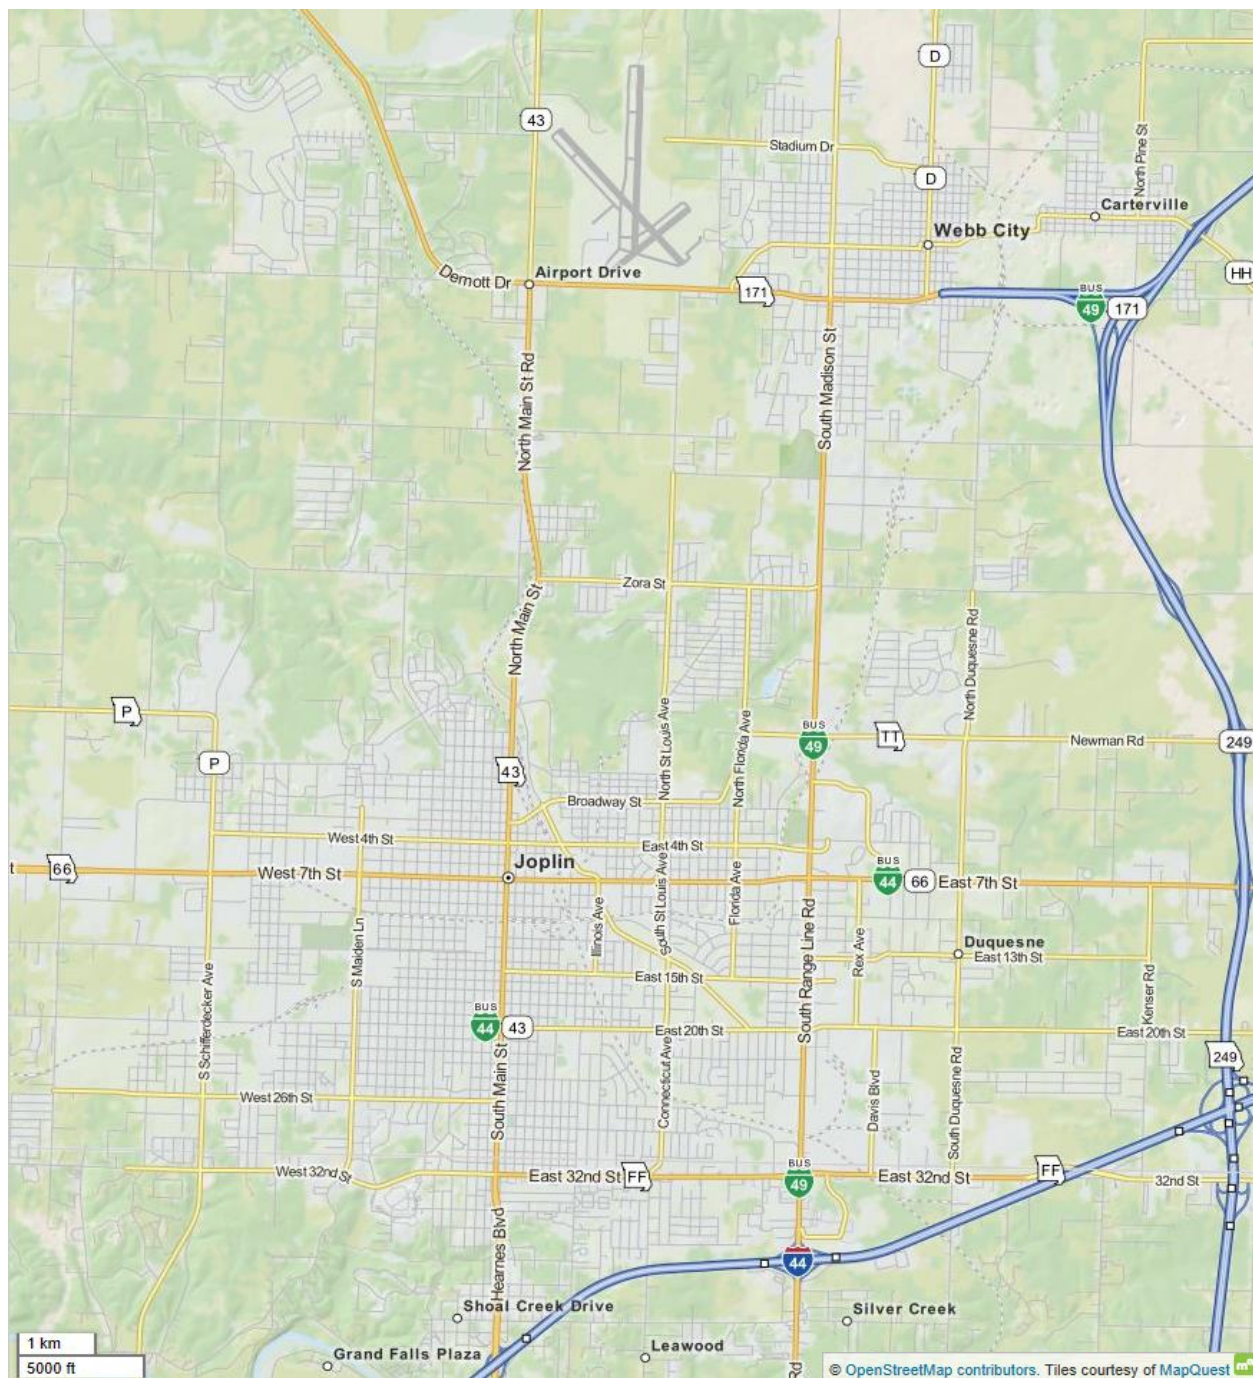 D
43
North Pine St
Stadium Dr
D
Carterville
Webb City
HH
Airport Drive
Demott Dr
171
BUS
49
171
North Main St Rd
South Madison St
Zora St
North Main St
North Duquesne Rd
P
North St Louis Ave
North Florida Ave
BUS
49
TT
Newman Rd
249
P
43
Broadway St
West 4th St
East 4th St
t
66
West 7th St
Joplin
BUS
44
66
East 7th St
South St Louis Ave
Florida Ave
Illinois Ave
South Range Line Rd
Rex Ave
S Maiden Ln
Duquesne
East 13th St
East 15th St
S Schifferdecker Ave
Kenser Rd
BUS
44
43
East 20th St
East 20th St
249
South Main St
Connecticut Ave
Davis Blvd
South Duquesne Rd
West 26th St
West 32nd St
East 32nd St
FF
BUS
49
East 32nd St
FF
32nd St
Hearnes Blvd
44
Shoal Creek Drive
Silver Creek
Grand Falls Plaza
Leawood
Rd
1 km
5000 ft
© OpenStreetMap contributors. Tiles courtesy of MapQuest